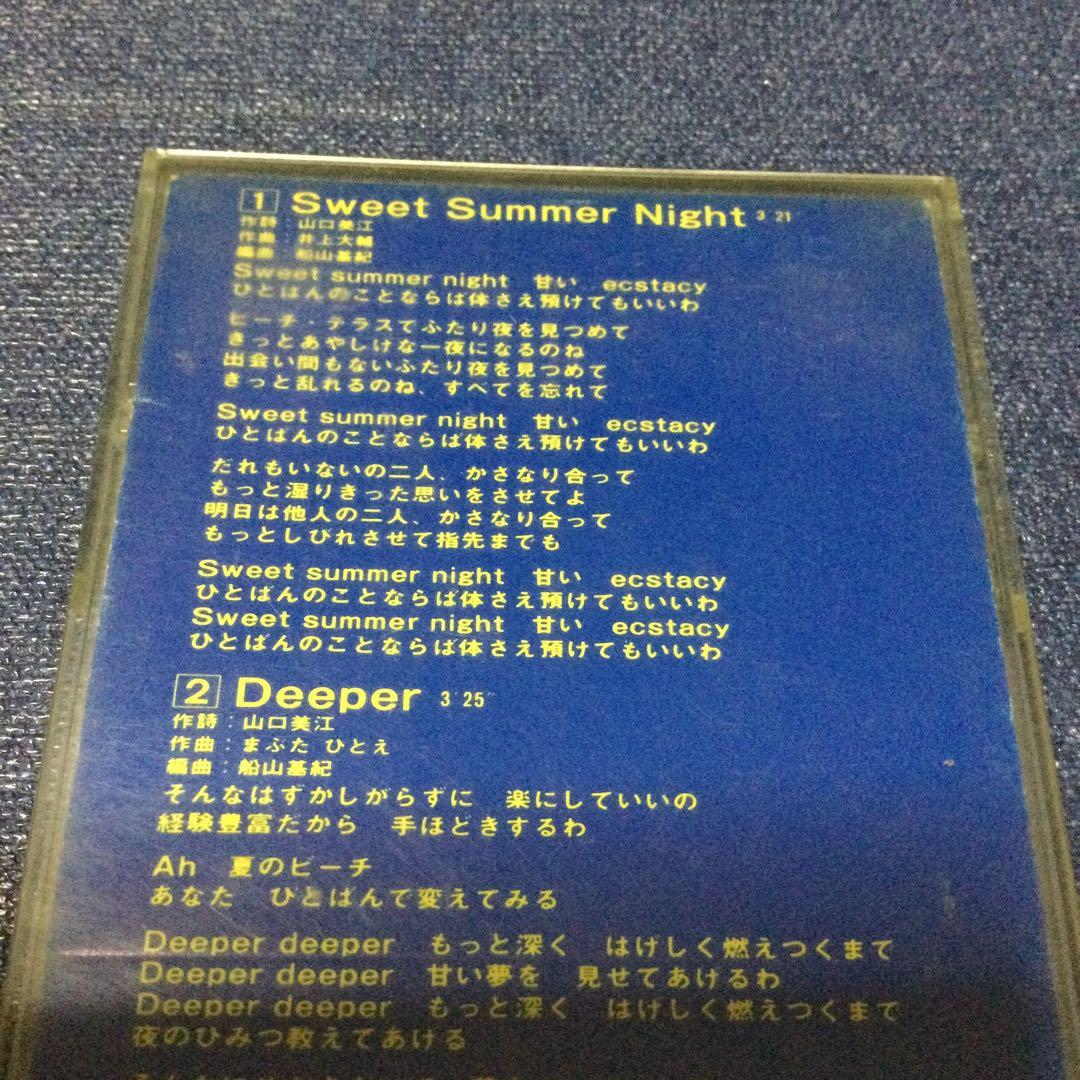 1 Sweet Summer Night 3'21"
作詩：山口美江
作曲：井上大輔
編曲：船山基紀
Sweet summer night 甘い ecstacy
ひとばんのことならば体さえ預けてもいいわ
ビーチ・テラスでふたり夜を見つめて
きっとあやしげな一夜になるのね
出会い間もないふたり夜を見つめて
きっと乱れるのね、すべてを忘れて
Sweet summer night 甘い ecstacy
ひとばんのことならば体さえ預けてもいいわ
だれもいないの二人、かさなり合って
もっと湿りきった思いをさせてよ
明日は他人の二人、かさなり合って
もっとしびれさせて指先までも
Sweet summer night 甘い ecstacy
ひとばんのことならば体さえ預けてもいいわ
Sweet summer night 甘い ecstacy
ひとばんのことならば体さえ預けてもいいわ
2 Deeper 3'25"
作詩：山口美江
作曲：まぶた ひとえ
編曲：船山基紀
そんなはずかしがらずに 楽にしていいの
経験豊富だから 手ほどきするわ
Ah 夏のビーチ
あなた ひとばんで変えてみる
Deeper deeper もっと深く はげしく燃えつくまで
Deeper deeper 甘い夢を 見せてあげるわ
Deeper deeper もっと深く はげしく燃えつくまで
夜のひみつ教えてあげる